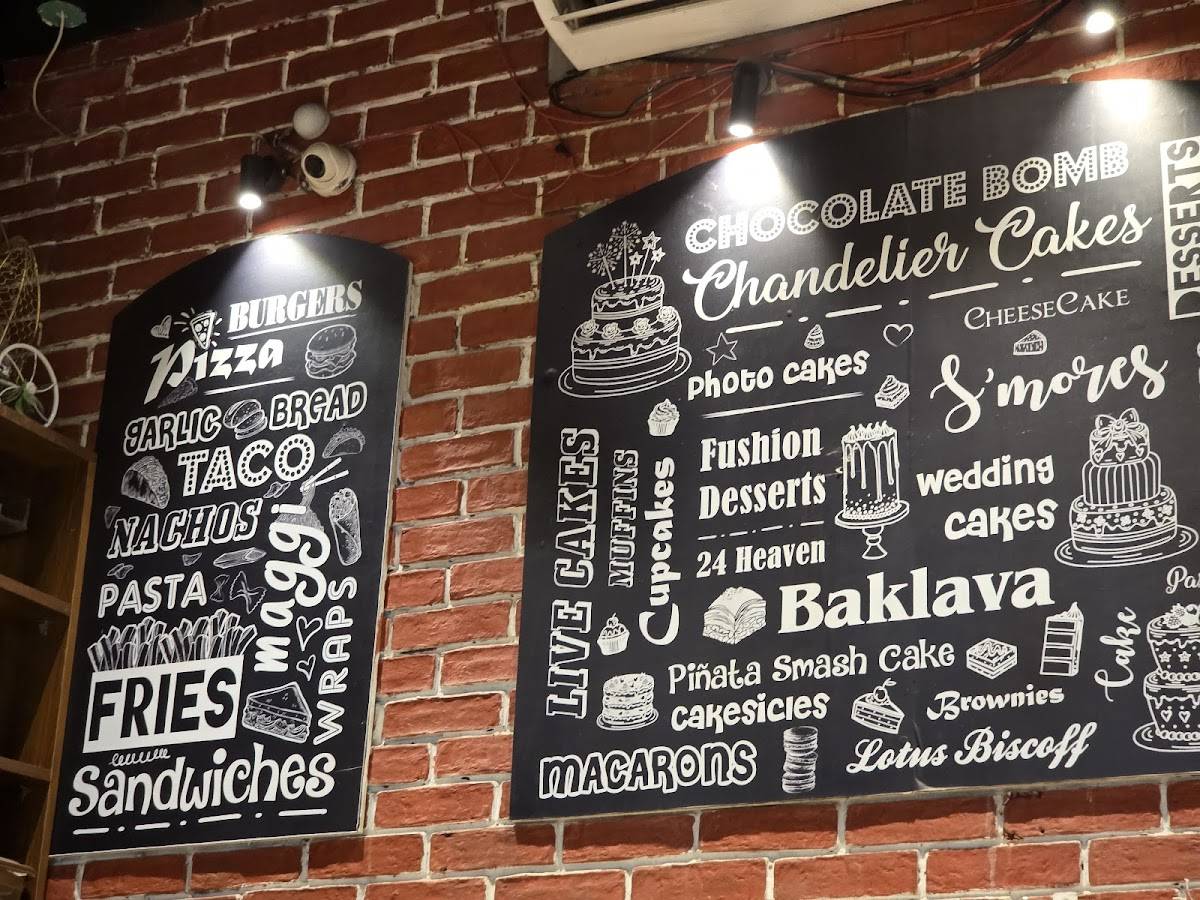 BURGERS
Pizza
GARLIC BREAD
TACO
NACHOS
maggi
PASTA
WRAPS
FRIES
Sandwiches
CHOCOLATE BOMB
Chandelier Cakes
DESSERTS
CHEESECAKE
Photo cakes
S'mores
LIVE CAKES
MUFFINS
Cupcakes
Fushion
Desserts
24 Heaven
wedding
cakes
Baklava
Piñata Smash Cake
cakesicles
Brownies
Cake
MACARONS
Lotus Biscoff